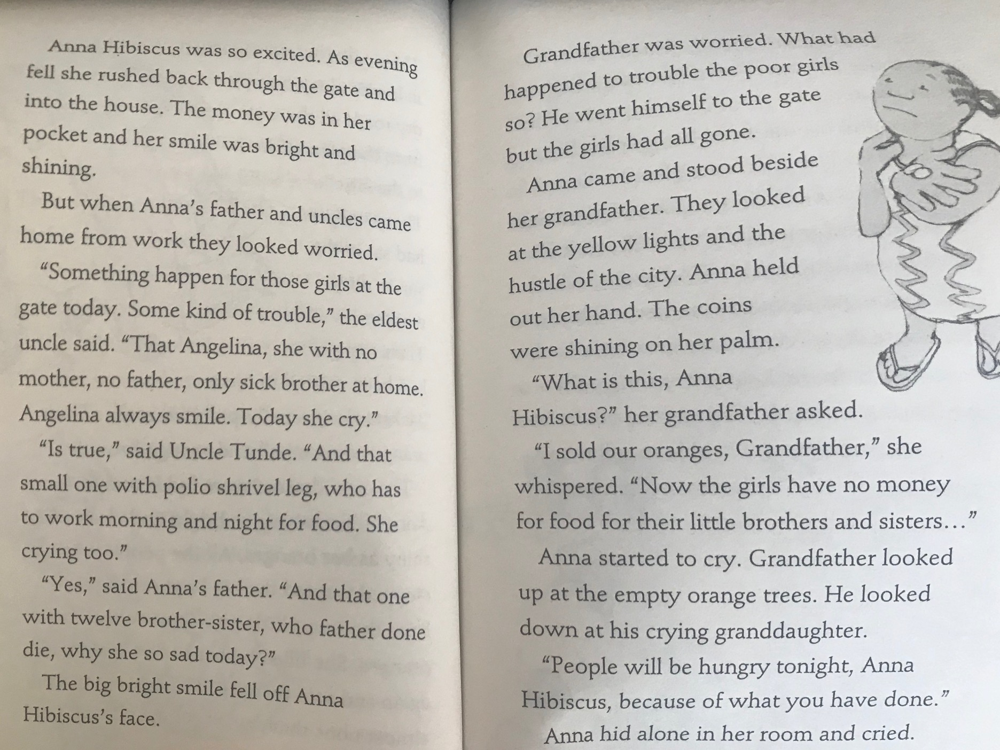 Anna Hibiscus was so excited. As evening
fell she rushed back through the gate and
into the house. The money was in her
pocket and her smile was bright and
shining.
But when Anna’s father and uncles came
home from work they looked worried.
“Something happen for those girls at the
gate today. Some kind of trouble,” the eldest
uncle said. “That Angelina, she with no
mother, no father, only sick brother at home.
Angelina always smile. Today she cry.”
“Is true,” said Uncle Tunde. “And that
small one with polio shrivel leg, who has
to work morning and night for food. She
crying too.”
“Yes,” said Anna’s father. “And that one
with twelve brother-sister, who father done
die, why she so sad today?”
The big bright smile fell off Anna
Hibiscus’s face.
Grandfather was worried. What had
happened to trouble the poor girls
so? He went himself to the gate
but the girls had all gone.
Anna came and stood beside
her grandfather. They looked
at the yellow lights and the
hustle of the city. Anna held
out her hand. The coins
were shining on her palm.
“What is this, Anna
Hibiscus?” her grandfather asked.
“I sold our oranges, Grandfather,” she
whispered. “Now the girls have no money
for food for their little brothers and sisters...”
Anna started to cry. Grandfather looked
up at the empty orange trees. He looked
down at his crying granddaughter.
“People will be hungry tonight, Anna
Hibiscus, because of what you have done.”
Anna hid alone in her room and cried.